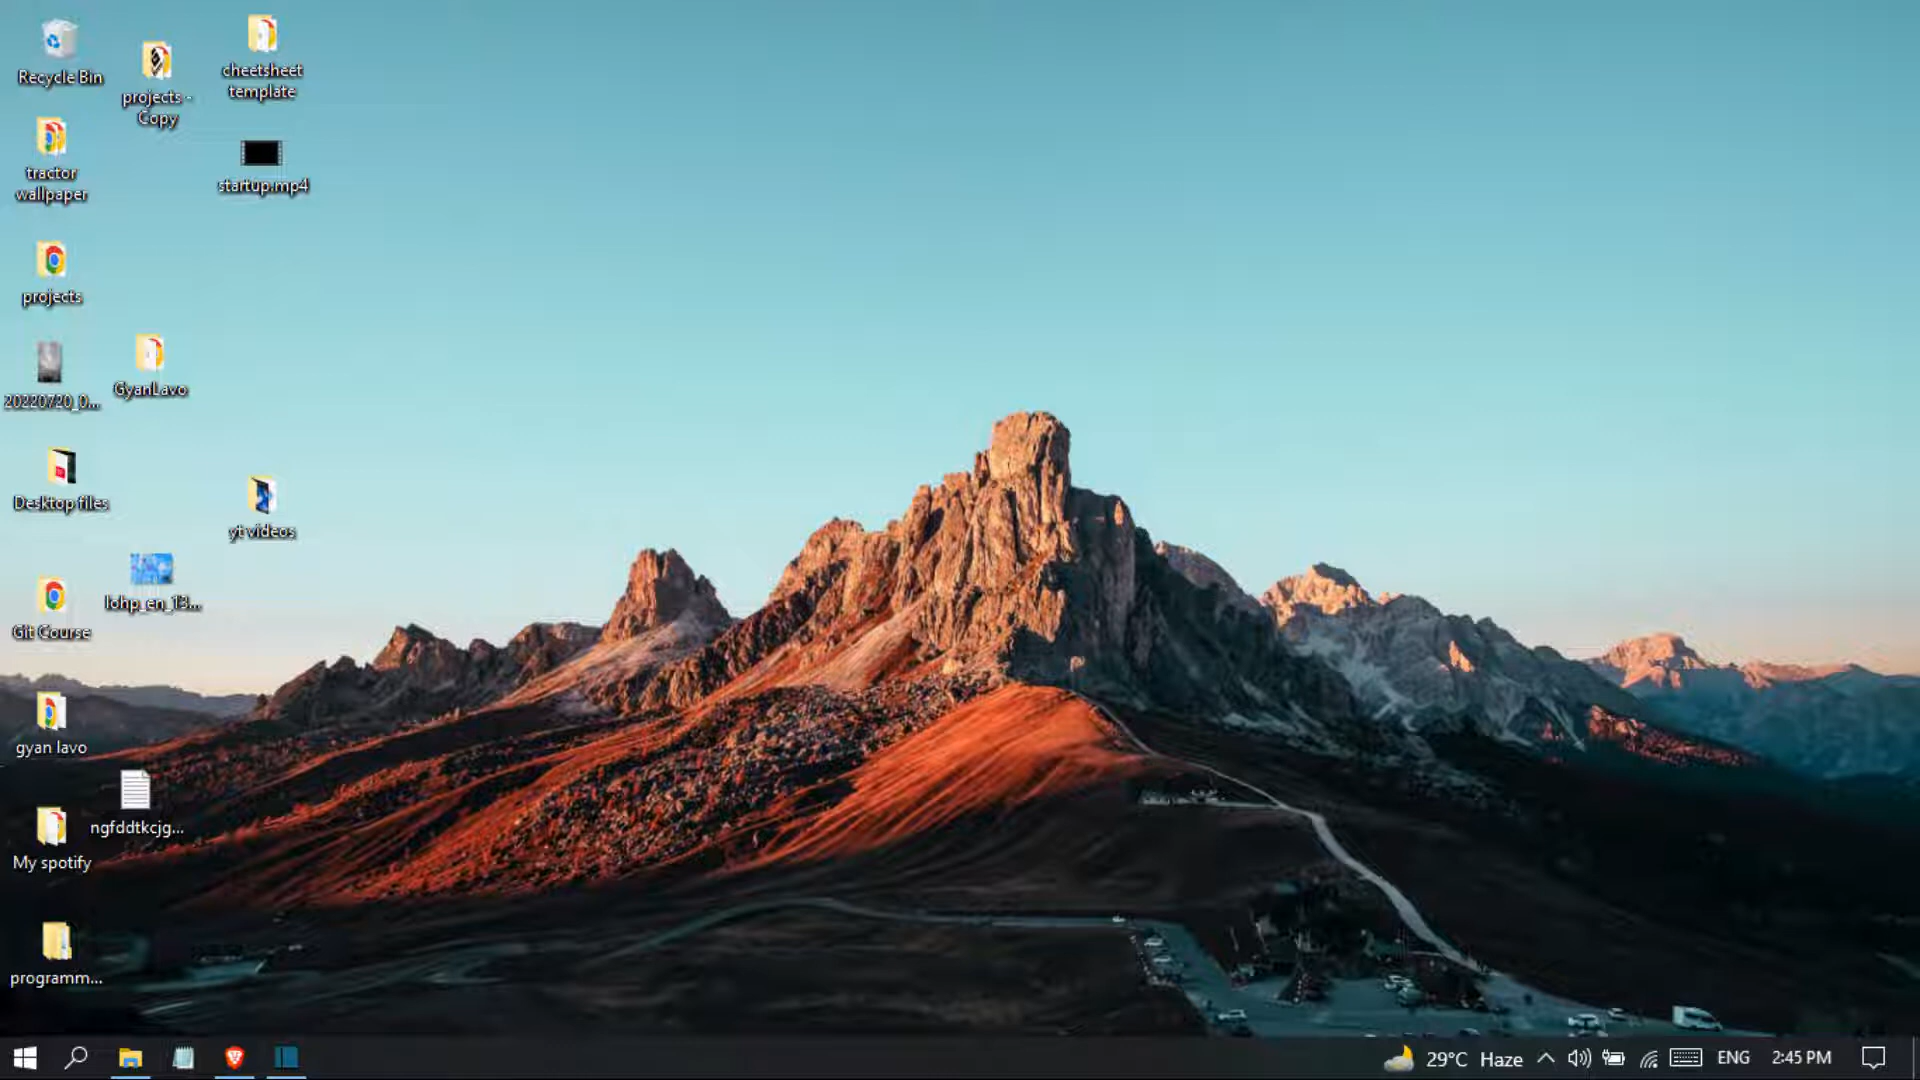 Recycle Bin
projects -
Copy
cheetsheet
template
tractor
wallpaper
startup.mp4
projects
20220720_0...
GyanLavo
Desktop files
yt videos
lohp_en_13...
Git Course
gyan lavo
ngfddtkcjg...
My spotify
programm...
29°C Haze
ENG
2:45 PM